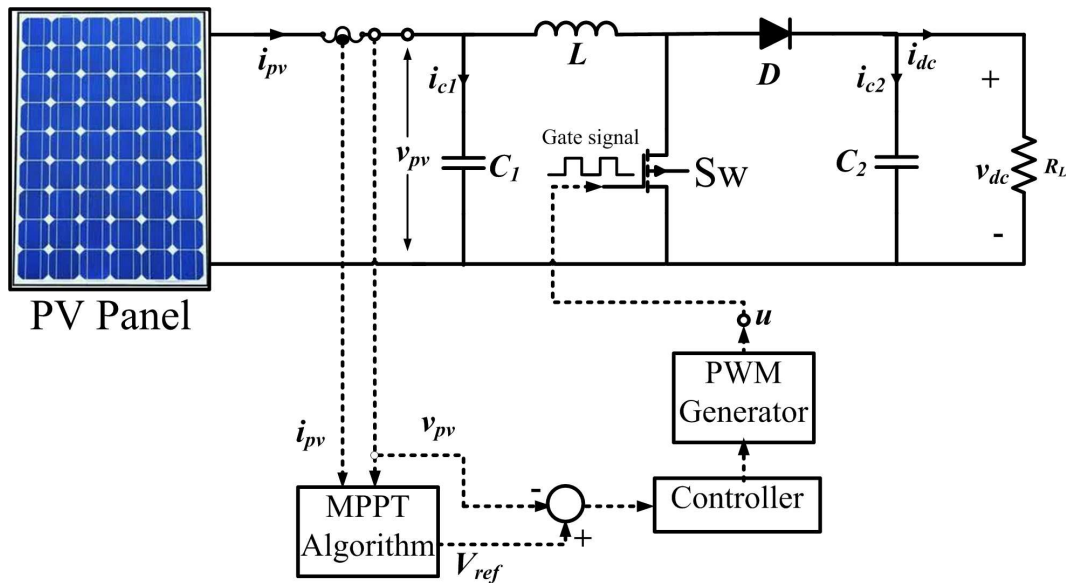 i_pv
L
D
i_dc
i_c1
i_c2
+
Gate signal
v_pv
C_1
Sw
C_2
v_dc
R_L
-
PV Panel
u
PWM
Generator
i_pv
v_pv
-
MPPT
Algorithm
Controller
+
V_ref